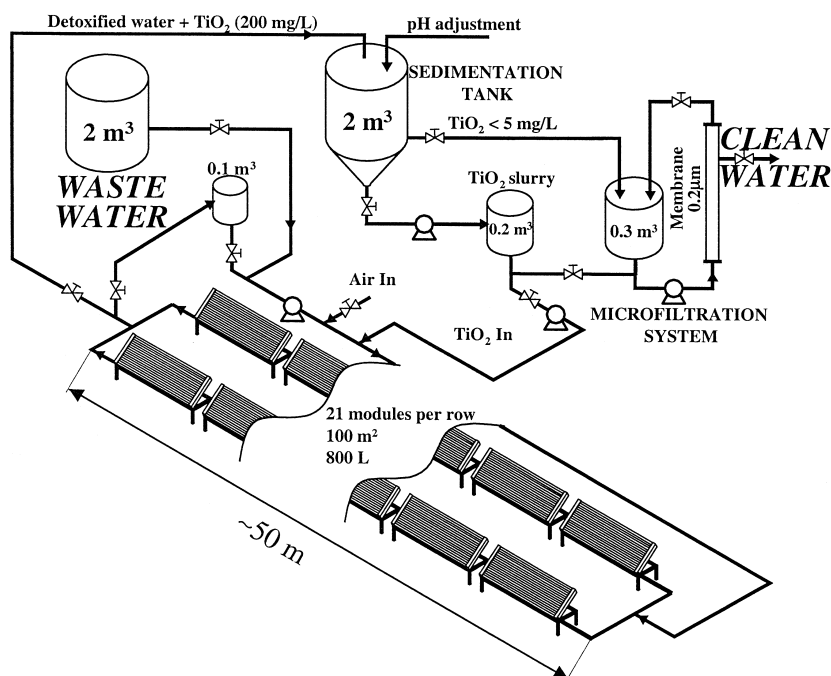 Detoxified water + TiO₂ (200 mg/L)
pH adjustment
SEDIMENTATION
TANK
2 m³
2 m³
TiO₂ < 5 mg/L
CLEAN
WATER
Membrane
0.2μm
0.1 m³
WASTE
WATER
TiO₂ slurry
0.2 m³
0.3 m³
Air In
MICROFILTRATION
SYSTEM
TiO₂ In
21 modules per row
100 m²
800 L
~50 m